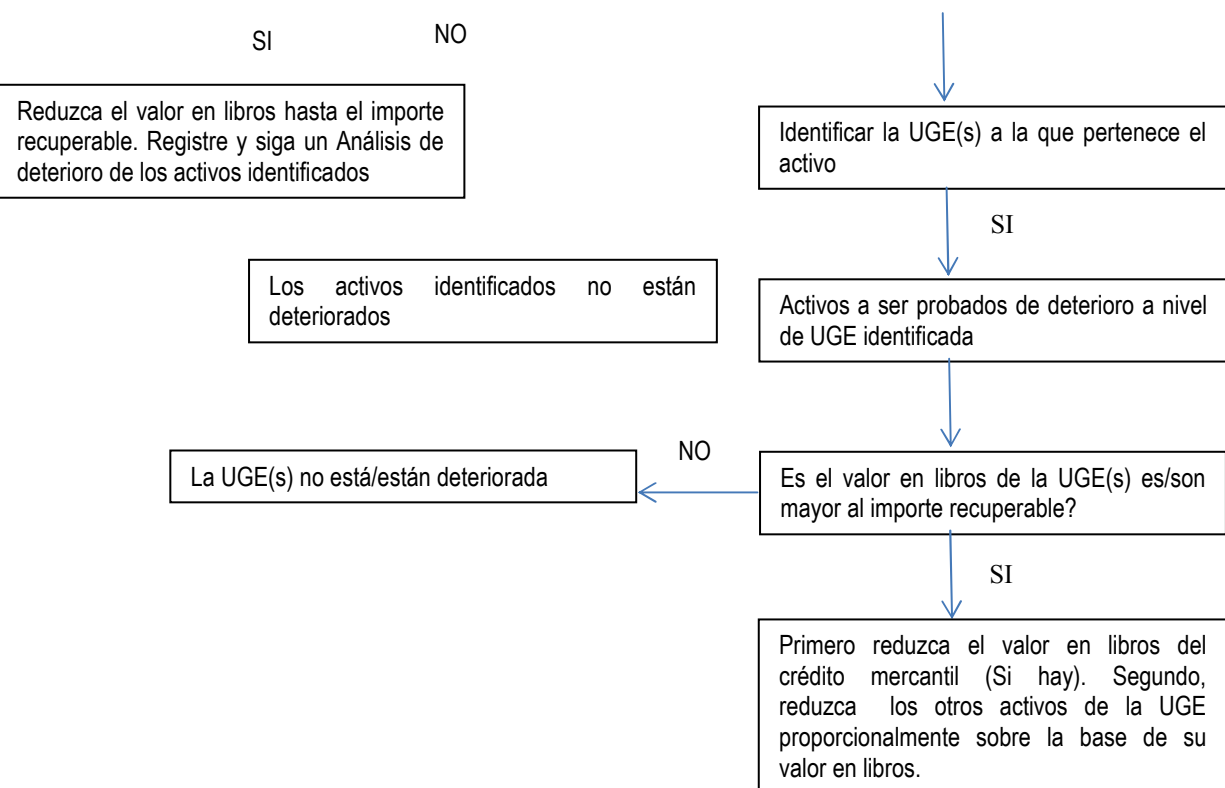 SI
NO
Reduzca el valor en libros hasta el importe
recuperable. Registre y siga un Análisis de
deterioro de los activos identificados
Identificar la UGE(s) a la que pertenece el
activo
SI
Los activos identificados no están
deteriorados
Activos a ser probados de deterioro a nivel
de UGE identificada
NO
La UGE(s) no está/están deteriorada
Es el valor en libros de la UGE(s) es/son
mayor al importe recuperable?
SI
Primero reduzca el valor en libros del
crédito mercantil (Si hay). Segundo,
reduzca los otros activos de la UGE
proporcionalmente sobre la base de su
valor en libros.